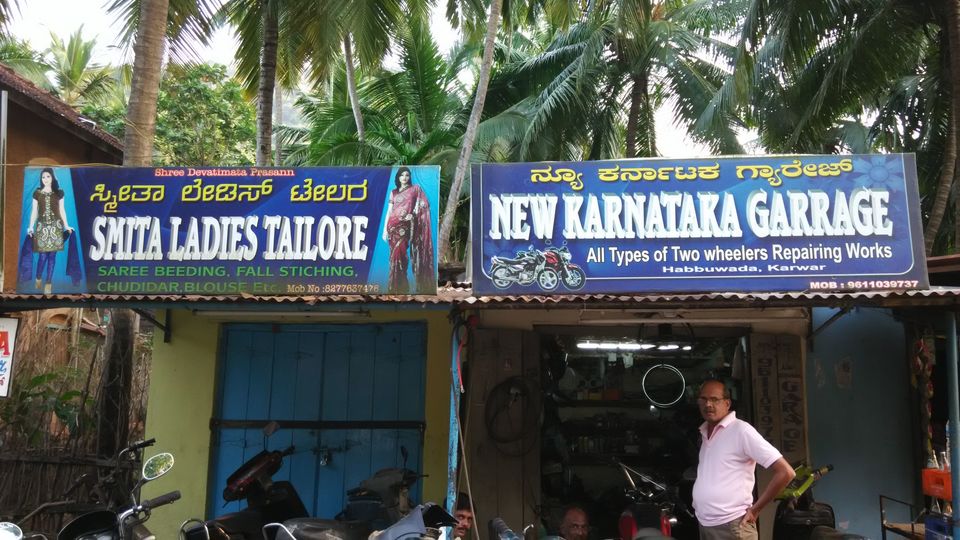 Shree Devatimata Prasann
ಸ್ಮೀತಾ ಲೇಡಿಸ್ ಟೇಲರ
SMITA LADIES TAILORE
SAREE BEEDING, FALL STICHING,
CHUDIDAR, BLOUSE Etc. Mob No :8277637476
ನ್ಯೂ ಕರ್ನಾಟಕ ಗ್ಯಾರೇಜ್
NEW KARNATAKA GARRAGE
All Types of Two wheelers Repairing Works
Habbuwada, Karwar
MOB : 9611039737